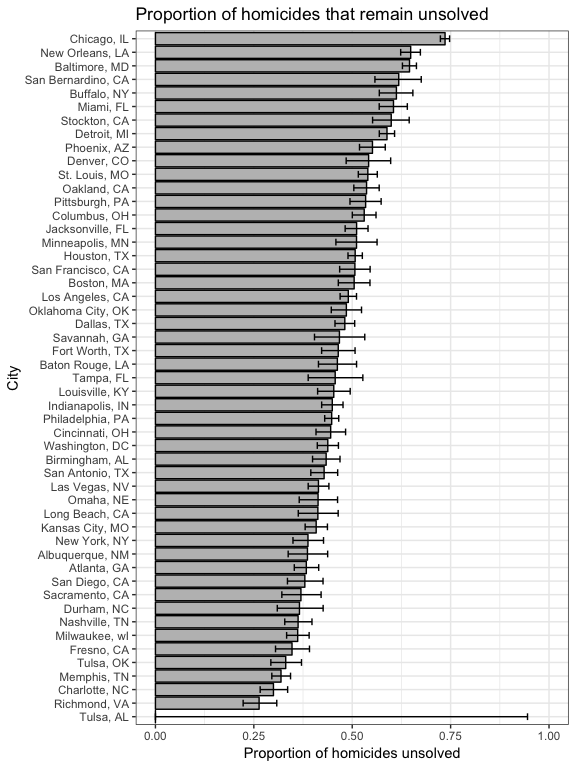 Proportion of homicides that remain unsolved
Chicago, IL
New Orleans, LA
Baltimore, MD
San Bernardino, CA
Buffalo, NY
Miami, FL
Stockton, CA
Detroit, MI
Phoenix, AZ
Denver, CO
St. Louis, MO
Oakland, CA
Pittsburgh, PA
Columbus, OH
Jacksonville, FL
Minneapolis, MN
Houston, TX
San Francisco, CA
Boston, MA
Los Angeles, CA
Oklahoma City, OK
Dallas, TX
Savannah, GA
Fort Worth, TX
Baton Rouge, LA
Tampa, FL
Louisville, KY
Indianapolis, IN
Philadelphia, PA
Cincinnati, OH
Washington, DC
Birmingham, AL
San Antonio, TX
Las Vegas, NV
Omaha, NE
Long Beach, CA
Kansas City, MO
New York, NY
Albuquerque, NM
Atlanta, GA
San Diego, CA
Sacramento, CA
Durham, NC
Nashville, TN
Milwaukee, wI
Fresno, CA
Tulsa, OK
Memphis, TN
Charlotte, NC
Richmond, VA
Tulsa, AL
City
0.00 0.25 0.50 0.75 1.00
Proportion of homicides unsolved